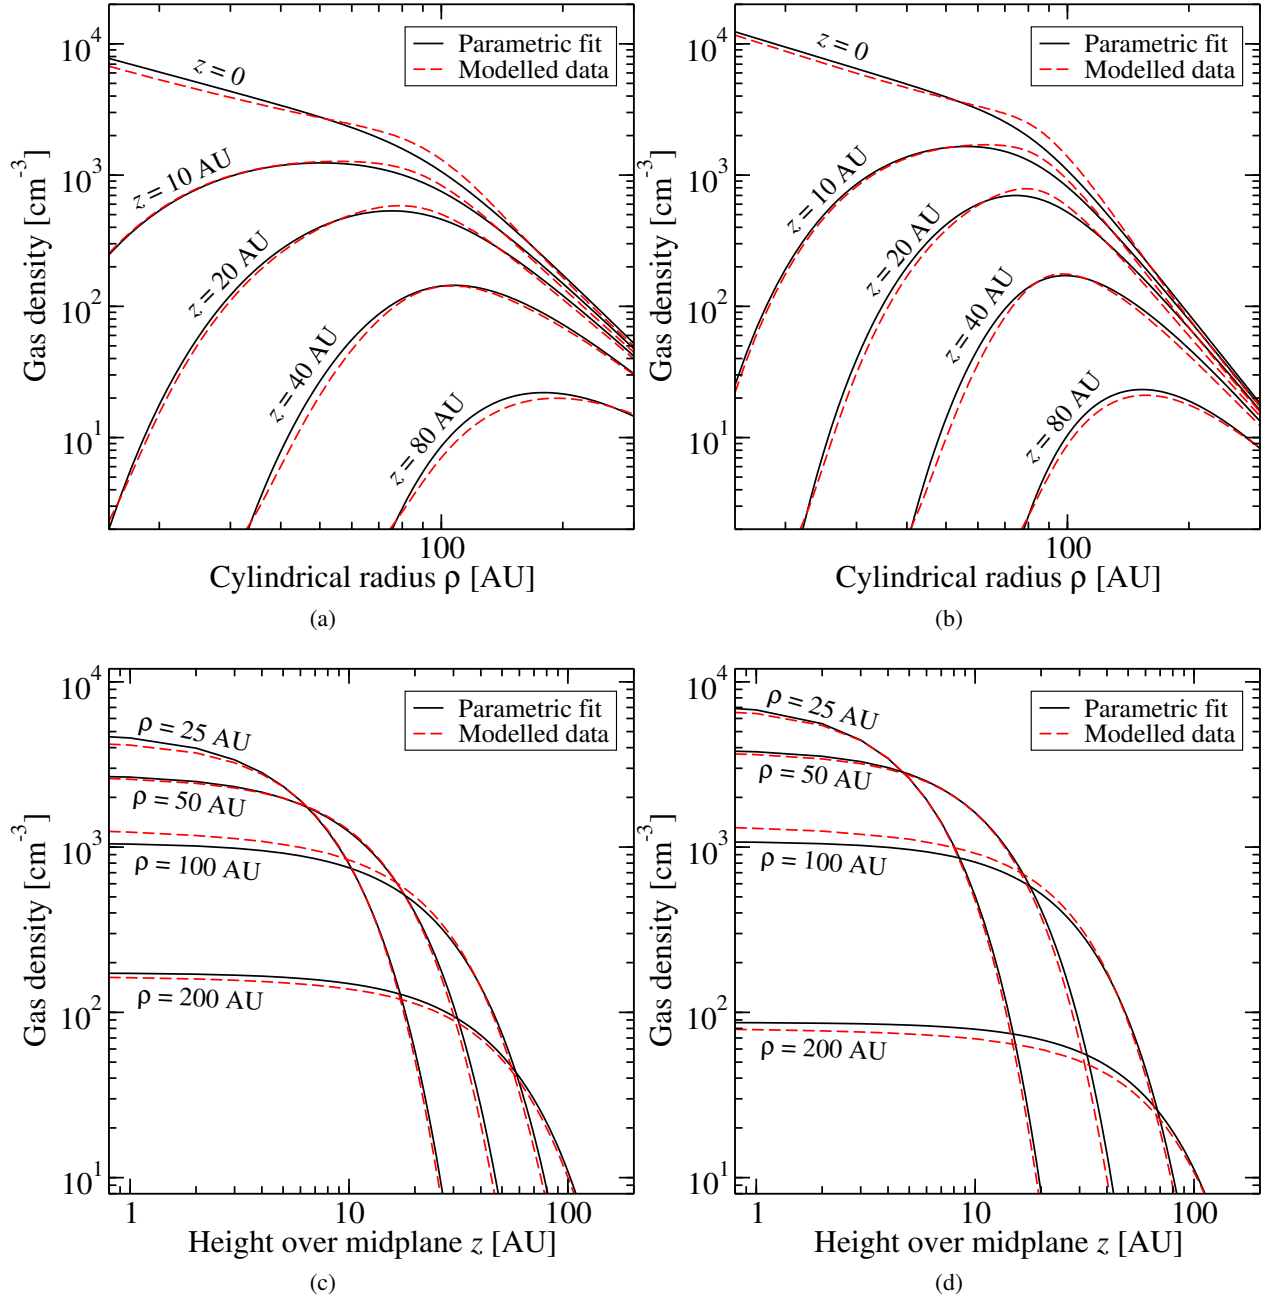 10^4
10^3
10^2
10^1
Gas density [cm^-3]
Parametric fit
Modelled data
z = 0
z = 10 AU
z = 20 AU
z = 40 AU
z = 80 AU
100
Cylindrical radius ρ [AU]
(a)
10^4
10^3
10^2
10^1
Gas density [cm^-3]
Parametric fit
Modelled data
z = 0
z = 10 AU
z = 20 AU
z = 40 AU
z = 80 AU
100
Cylindrical radius ρ [AU]
(b)
10^4
10^3
10^2
10^1
Gas density [cm^-3]
Parametric fit
Modelled data
ρ = 25 AU
ρ = 50 AU
ρ = 100 AU
ρ = 200 AU
1 10 100
Height over midplane z [AU]
(c)
10^4
10^3
10^2
10^1
Gas density [cm^-3]
Parametric fit
Modelled data
ρ = 25 AU
ρ = 50 AU
ρ = 100 AU
ρ = 200 AU
1 10 100
Height over midplane z [AU]
(d)